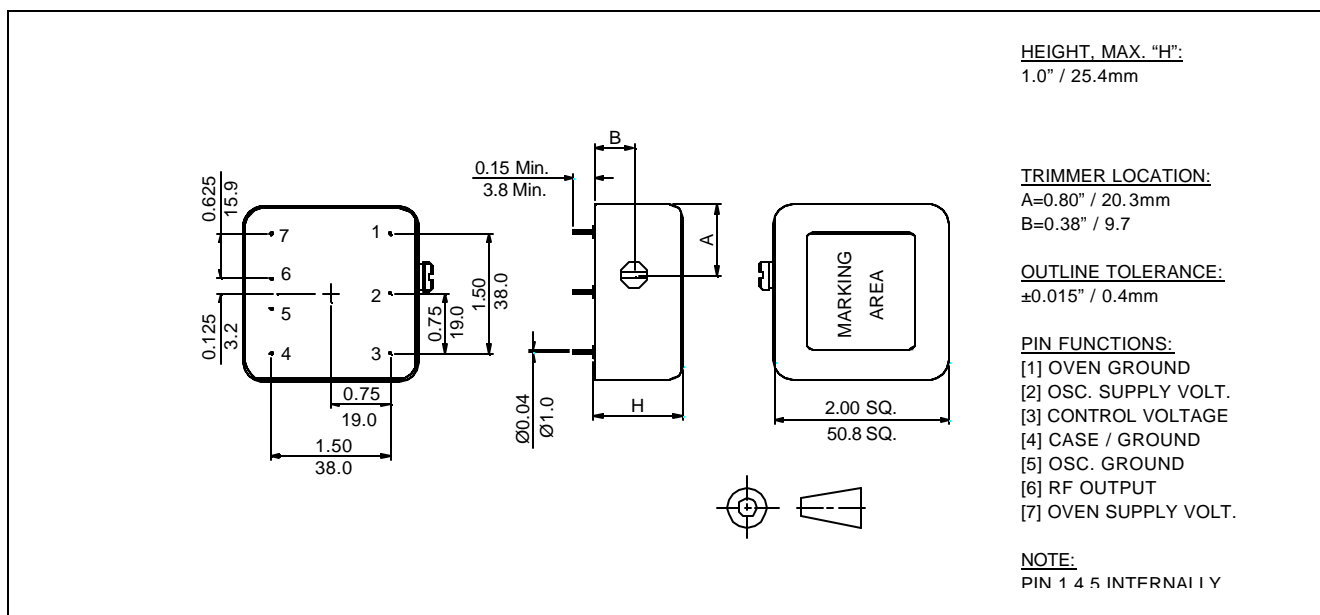 HEIGHT, MAX. “H”:
1.0” / 25.4mm
TRIMMER LOCATION:
A=0.80” / 20.3mm
B=0.38” / 9.7
OUTLINE TOLERANCE:
±0.015” / 0.4mm
PIN FUNCTIONS:
[1] OVEN GROUND
[2] OSC. SUPPLY VOLT.
[3] CONTROL VOLTAGE
[4] CASE / GROUND
[5] OSC. GROUND
[6] RF OUTPUT
[7] OVEN SUPPLY VOLT.
NOTE:
PIN 1,4,5 INTERNALLY
0.625
15.9
0.125
3.2
7
6
5
4
1
2
3
0.75
19.0
1.50
38.0
0.75
19.0
1.50
38.0
0.15 Min.
3.8 Min.
B
A
H
Ø0.04
Ø1.0
MARKING
AREA
2.00 SQ.
50.8 SQ.